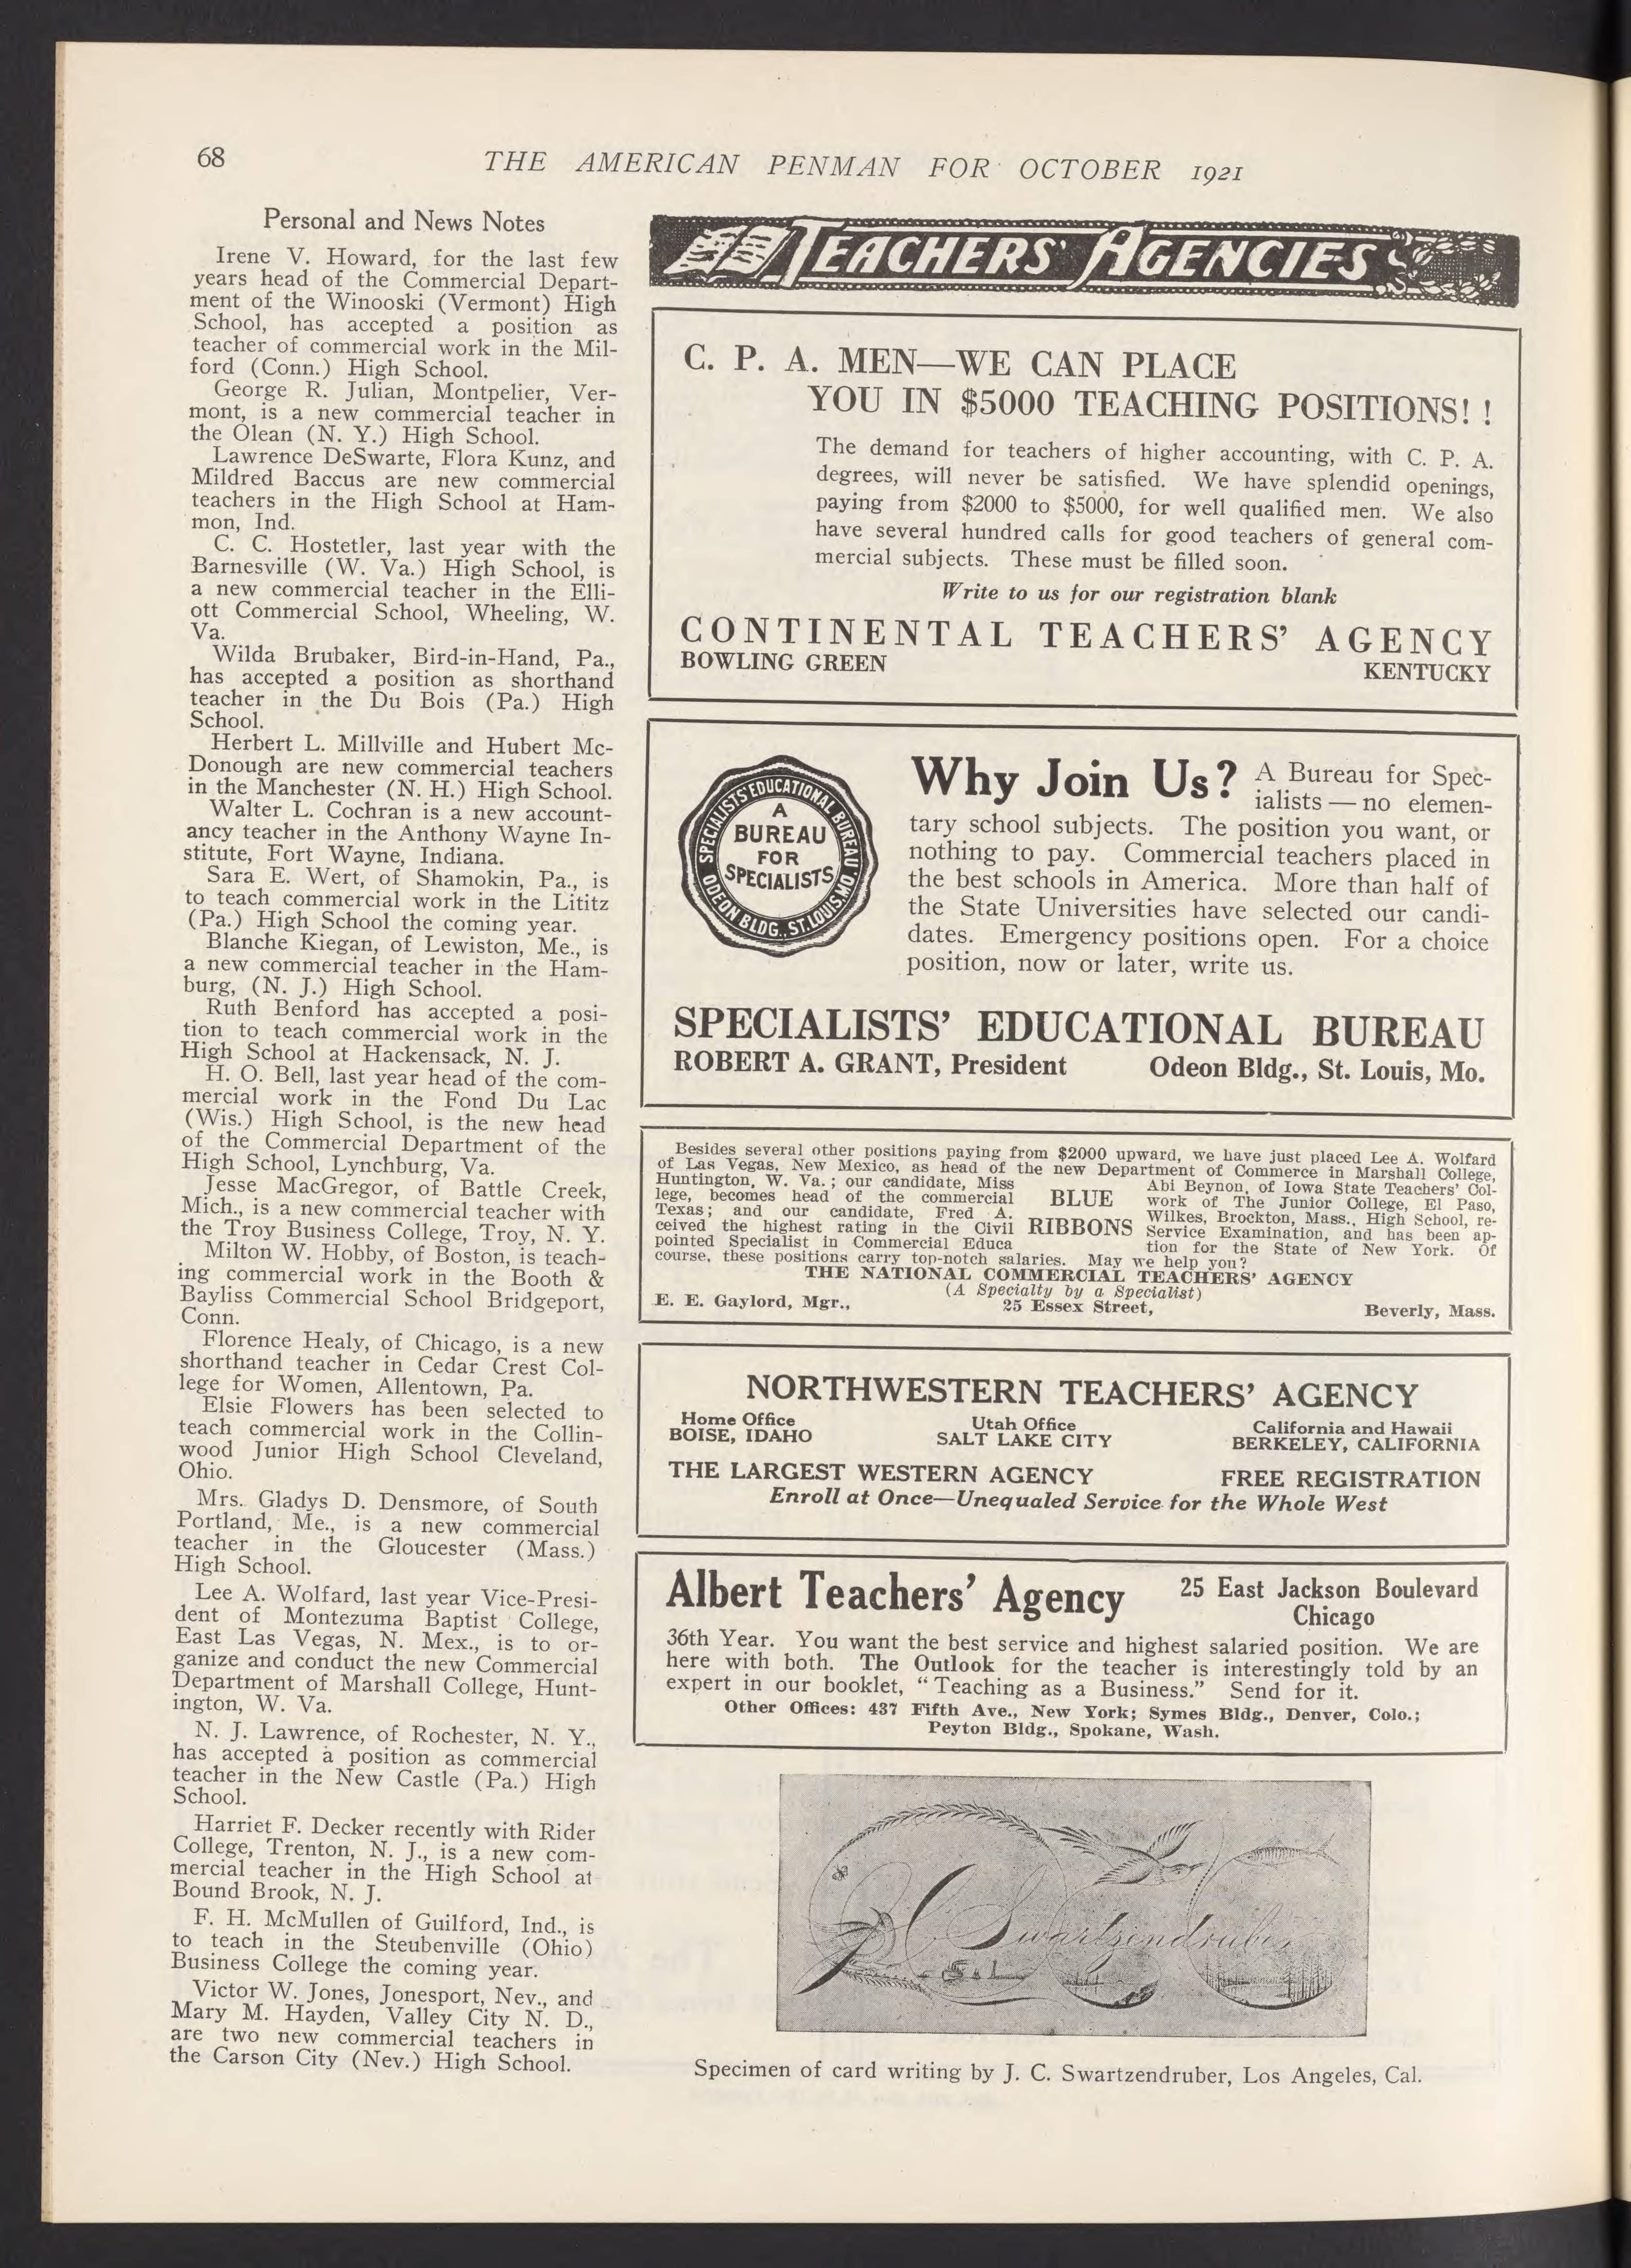 68
THE AMERICAN PENMAN FOR OCTOBER 1921
Personal and News Notes
Irene V. Howard, for the last few
years head of the Commercial Depart-
ment of the Winooski (Vermont) High
School, has accepted a position as
teacher of commercial work in the Mil-
ford (Conn.) High School.
George R. Julian, Montpelier, Ver-
mont, is a new commercial teacher in
the Olean (N. Y.) High School.
Lawrence DeSwarte, Flora Kunz, and
Mildred Baccus are new commercial
teachers in the High School at Ham-
mon, Ind.
C. C. Hostetler, last year with the
Barnesville (W. Va.) High School, is
a new commercial teacher in the Elli-
ott Commercial School, Wheeling, W.
Va.
Wilda Brubaker, Bird-in-Hand, Pa.,
has accepted a position as shorthand
teacher in the Du Bois (Pa.) High
School.
Herbert L. Millville and Hubert Mc-
Donough are new commercial teachers
in the Manchester (N. H.) High School.
Walter L. Cochran is a new account-
ancy teacher in the Anthony Wayne In-
stitute, Fort Wayne, Indiana.
Sara E. Wert, of Shamokin, Pa., is
to teach commercial work in the Lititz
(Pa.) High School the coming year.
Blanche Kiegan, of Lewiston, Me., is
a new commercial teacher in the Ham-
burg, (N. J.) High School.
Ruth Benford has accepted a posi-
tion to teach commercial work in the
High School at Hackensack, N. J.
H. O. Bell, last year head of the com-
mercial work in the Fond Du Lac
(Wis.) High School, is the new head
of the Commercial Department of the
High School, Lynchburg, Va.
Jesse MacGregor, of Battle Creek,
Mich., is a new commercial teacher with
the Troy Business College, Troy, N. Y.
Milton W. Hobby, of Boston, is teach-
ing commercial work in the Booth &
Bayliss Commercial School Bridgeport,
Conn.
Florence Healy, of Chicago, is a new
shorthand teacher in Cedar Crest Col-
lege for Women, Allentown, Pa.
Elsie Flowers has been selected to
teach commercial work in the Collin-
wood Junior High School Cleveland,
Ohio.
Mrs. Gladys D. Densmore, of South
Portland, Me., is a new commercial
teacher in the Gloucester (Mass.)
High School.
Lee A. Wolfard, last year Vice-Presi-
dent of Montezuma Baptist College,
East Las Vegas, N. Mex., is to or-
ganize and conduct the new Commercial
Department of Marshall College, Hunt-
ington, W. Va.
N. J. Lawrence, of Rochester, N. Y.,
has accepted a position as commercial
teacher in the New Castle (Pa.) High
School.
Harriet F. Decker recently with Rider
College, Trenton, N. J., is a new com-
mercial teacher in the High School at
Bound Brook, N. J.
F. H. McMullen of Guilford, Ind., is
to teach in the Steubenville (Ohio)
Business College the coming year.
Victor W. Jones, Jonesport, Nev., and
Mary M. Hayden, Valley City N. D.,
are two new commercial teachers in
the Carson City (Nev.) High School.
TEACHERS' AGENCIES
C. P. A. MEN—WE CAN PLACE
YOU IN $5000 TEACHING POSITIONS! !
The demand for teachers of higher accounting, with C. P. A.
degrees, will never be satisfied. We have splendid openings,
paying from $2000 to $5000, for well qualified men. We also
have several hundred calls for good teachers of general com-
mercial subjects. These must be filled soon.
Write to us for our registration blank
CONTINENTAL TEACHERS' AGENCY
BOWLING GREEN KENTUCKY
SPECIALISTS' EDUCATIONAL BUREAU
A
BUREAU
FOR
SPECIALISTS
ODEON BLDG., ST. LOUIS, MO.
Why Join Us? A Bureau for Spec-
ialists — no elemen-
tary school subjects. The position you want, or
nothing to pay. Commercial teachers placed in
the best schools in America. More than half of
the State Universities have selected our candi-
dates. Emergency positions open. For a choice
position, now or later, write us.
SPECIALISTS' EDUCATIONAL BUREAU
ROBERT A. GRANT, President Odeon Bldg., St. Louis, Mo.
Besides several other positions paying from $2000 upward, we have just placed Lee A. Wolfard
of Las Vegas, New Mexico, as head of the new Department of Commerce in Marshall College,
Huntington, W. Va.; our candidate, Miss Abi Beynon, of Iowa State Teachers' Col-
lege, becomes head of the commercial BLUE work of The Junior College, El Paso,
Texas; and our candidate, Fred A. Wilkes, Brockton, Mass., High School, re-
ceived the highest rating in the Civil RIBBONS Service Examination, and has been ap-
pointed Specialist in Commercial Educa tion for the State of New York. Of
course, these positions carry top-notch salaries. May we help you?
THE NATIONAL COMMERCIAL TEACHERS' AGENCY
(A Specialty by a Specialist)
E. E. Gaylord, Mgr., 25 Essex Street, Beverly, Mass.
NORTHWESTERN TEACHERS' AGENCY
Home Office Utah Office California and Hawaii
BOISE, IDAHO SALT LAKE CITY BERKELEY, CALIFORNIA
THE LARGEST WESTERN AGENCY FREE REGISTRATION
Enroll at Once—Unequaled Service for the Whole West
Albert Teachers' Agency 25 East Jackson Boulevard
Chicago
36th Year. You want the best service and highest salaried position. We are
here with both. The Outlook for the teacher is interestingly told by an
expert in our booklet, "Teaching as a Business." Send for it.
Other Offices: 437 Fifth Ave., New York; Symes Bldg., Denver, Colo.;
Peyton Bldg., Spokane, Wash.
J C Swartzendruber
Specimen of card writing by J. C. Swartzendruber, Los Angeles, Cal.